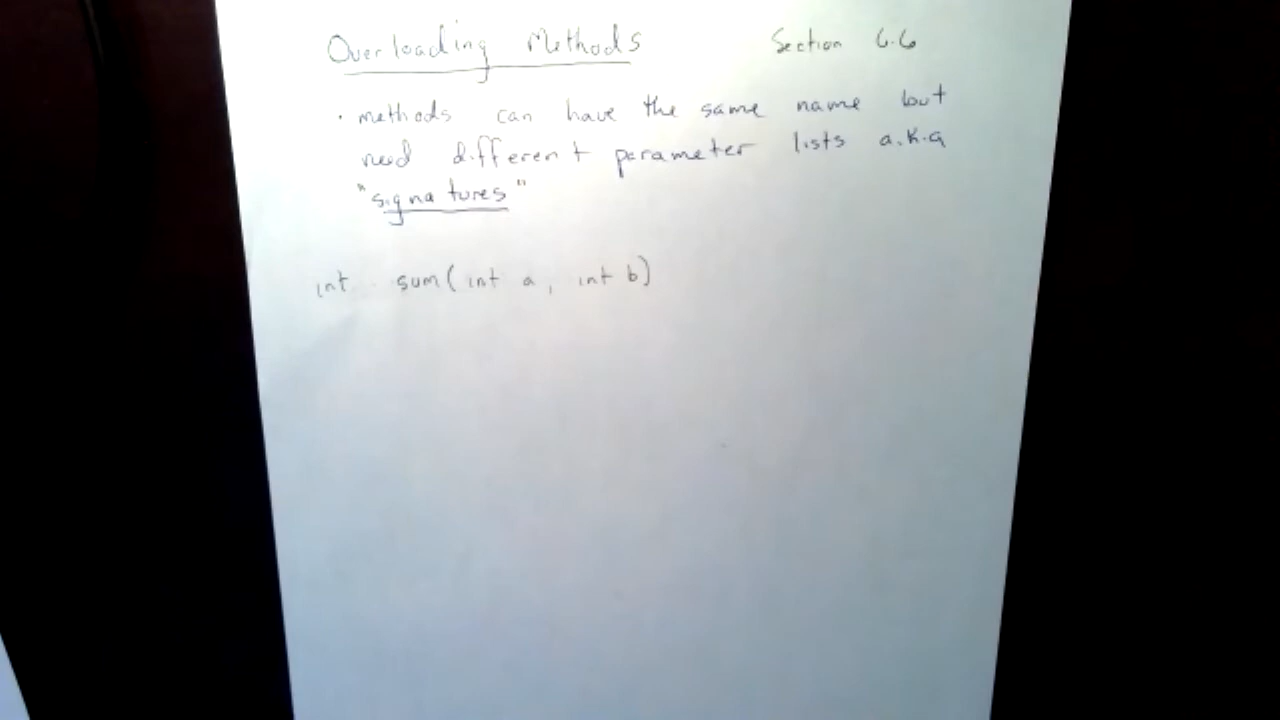 Overloading Methods Section 6.6
• methods can have the same name but
need different parameter lists a.k.a
"signatures"
int sum(int a, int b)